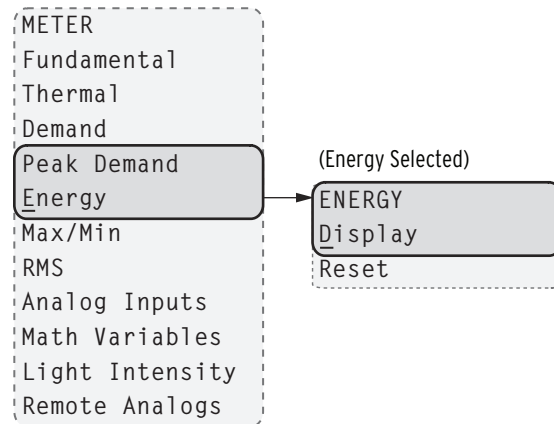 METER
Fundamental
Thermal
Demand
Peak Demand
Energy
Max/Min
RMS
Analog Inputs
Math Variables
Light Intensity
Remote Analogs
(Energy Selected)
ENERGY
Display
Reset